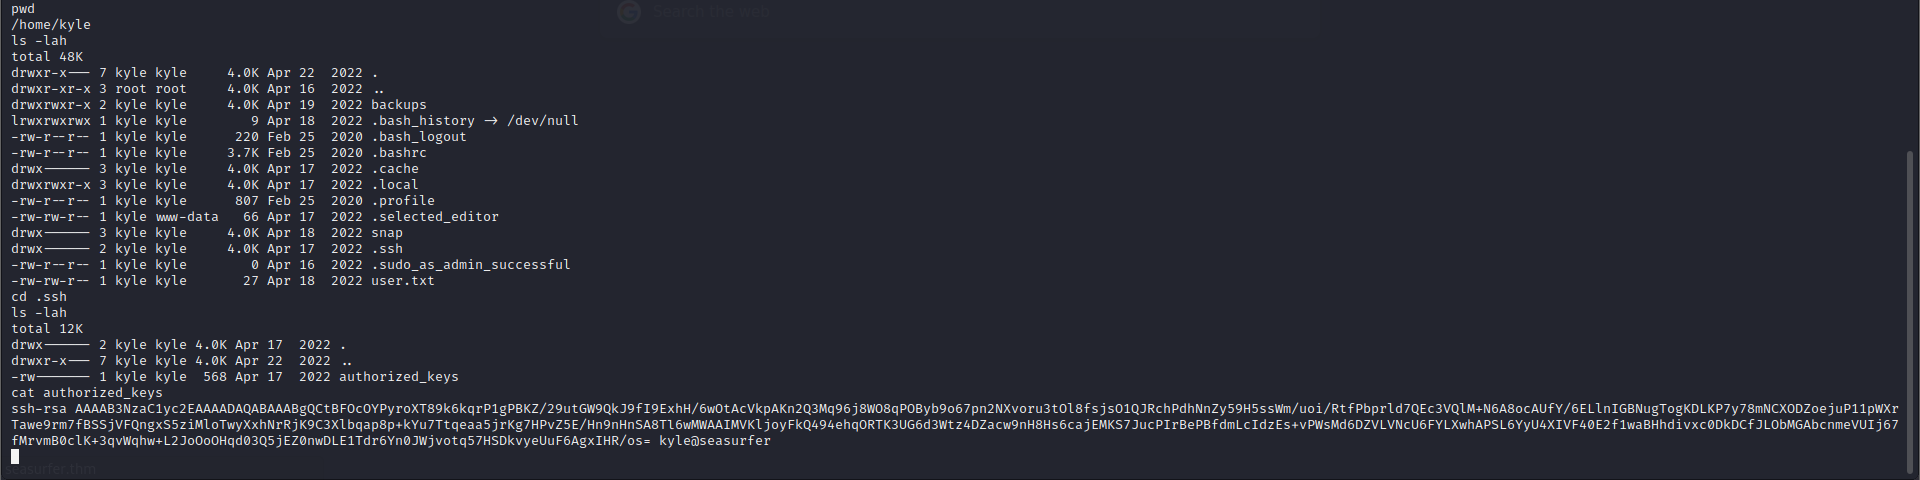 Search the web
pwd
/home/kyle
ls -lah
total 48K
drwxr-x--- 7 kyle kyle     4.0K Apr 22  2022 .
drwxr-xr-x 3 root root     4.0K Apr 16  2022 ..
drwxrwxr-x 2 kyle kyle     4.0K Apr 19  2022 backups
lrwxrwxrwx 1 kyle kyle        9 Apr 18  2022 .bash_history -> /dev/null
-rw-r--r-- 1 kyle kyle      220 Feb 25  2020 .bash_logout
-rw-r--r-- 1 kyle kyle     3.7K Feb 25  2020 .bashrc
drwx------ 3 kyle kyle     4.0K Apr 17  2022 .cache
drwxrwxr-x 3 kyle kyle     4.0K Apr 17  2022 .local
-rw-r--r-- 1 kyle kyle      807 Feb 25  2020 .profile
-rw-rw-r-- 1 kyle www-data   66 Apr 17  2022 .selected_editor
drwx------ 3 kyle kyle     4.0K Apr 18  2022 snap
drwx------ 2 kyle kyle     4.0K Apr 17  2022 .ssh
-rw-r--r-- 1 kyle kyle        0 Apr 16  2022 .sudo_as_admin_successful
-rw-rw-r-- 1 kyle kyle       27 Apr 18  2022 user.txt
cd .ssh
ls -lah
total 12K
drwx------ 2 kyle kyle 4.0K Apr 17  2022 .
drwxr-x--- 7 kyle kyle 4.0K Apr 22  2022 ..
-rw------- 1 kyle kyle  568 Apr 17  2022 authorized_keys
cat authorized_keys
ssh-rsa AAAAB3NzaC1yc2EAAAADAQABAAABgQCtBFOcOYPyroXT89k6kqrP1gPBKZ/29utGW9QkJ9fI9ExhH/6wOtAcVkpAKn2Q3Mq96j8WO8qPOByb9o67pn2NXvoru3tOl8fsjsO1QJRchPdhNnZy59H5ssWm/uoi/RtfPbprld7QEc3VQlM+N6A8ocAUfY/6ELlnIGBNugTogKDLKP7y78mNCXODZoejuP11pWXr
Tawe9rm7fBSSjVFQngxS5ziMloTwyXxhNrRjK9C3Xlbqap8p+kYu7Ttqeaa5jrKg7HPvZ5E/Hn9nHnSA8Tl6wMWAAIMVKljoyFkQ494ehqORTK3UG6d3Wtz4DZacw9nH8Hs6cajEMKS7JucPIrBePBfdmLcIdzEs+vPWsMd6DZVLVNcU6FYLXwhAPSL6YyU4XIVF40E2f1waBHhdivxc0DkDCfJLObMGAbcnmeVUIj67
fMrvmB0clK+3qvWqhw+L2JoOoOHqd03Q5jEZ0nwDLE1Tdr6Yn0JWjvotq57HSDkvyeUuF6AgxIHR/os= kyle@seasurfer
seasurfer.thm